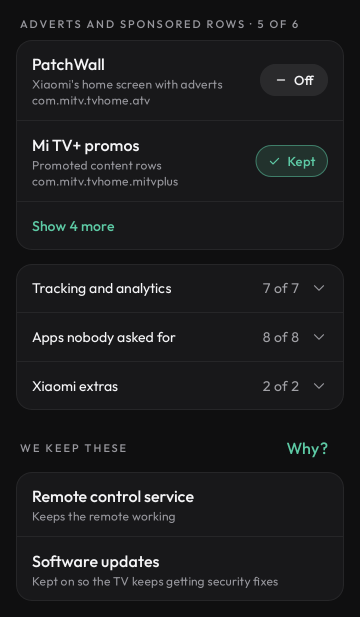 ADVERTS AND SPONSORED ROWS · 5 OF 6
PatchWall
Xiaomi's home screen with adverts
com.mitv.tvhome.atv
Off
Mi TV+ promos
Promoted content rows
com.mitv.tvhome.mitvplus
Kept
Show 4 more
Tracking and analytics
7 of 7
Apps nobody asked for
8 of 8
Xiaomi extras
2 of 2
WE KEEP THESE
Why?
Remote control service
Keeps the remote working
Software updates
Kept on so the TV keeps getting security fixes